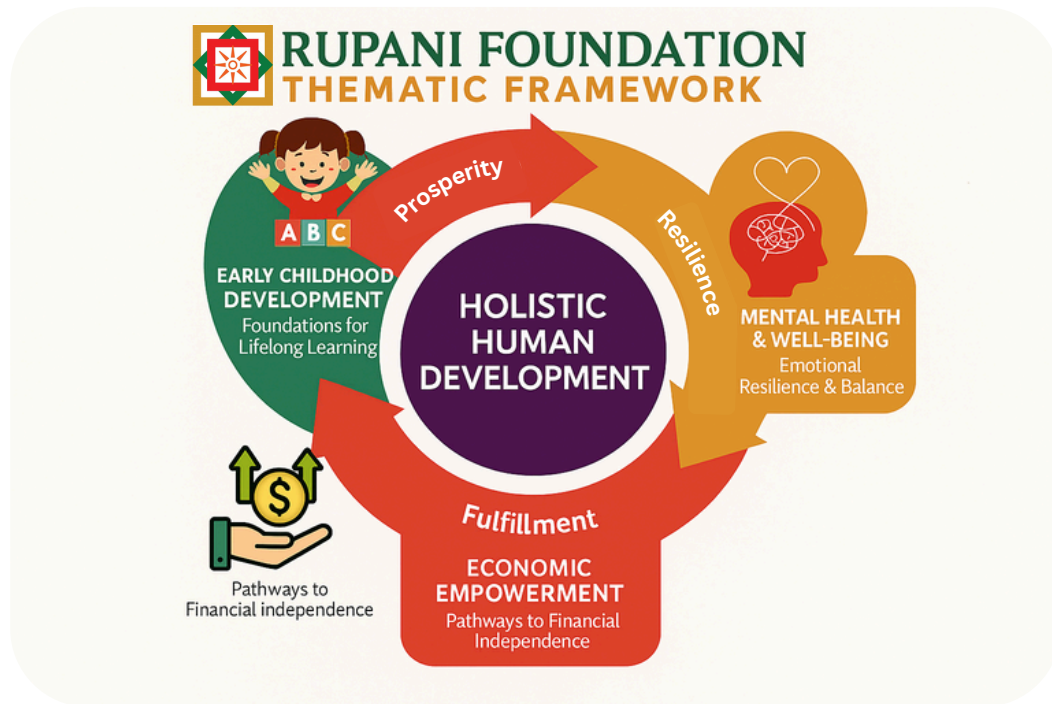 RUPANI FOUNDATION
THEMATIC FRAMEWORK
Prosperity
Resilience
A B C
EARLY CHILDHOOD
DEVELOPMENT
Foundations for
Lifelong Learning
HOLISTIC
HUMAN
DEVELOPMENT
MENTAL HEALTH
& WELL-BEING
Emotional
Resilience & Balance
$
Pathways to
Financial independence
Fulfillment
ECONOMIC
EMPOWERMENT
Pathways to Financial
Independence